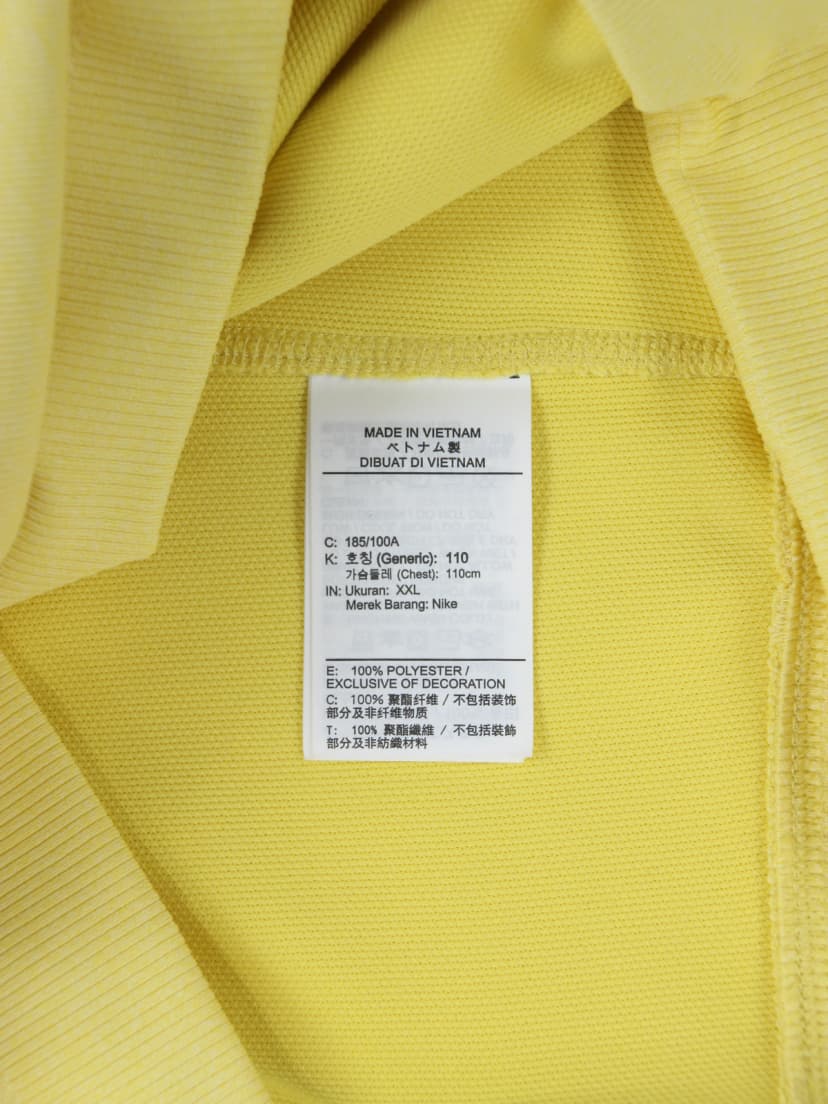 MADE IN VIETNAM
ベトナム製
DIBUAT DI VIETNAM
C: 185/100A
K: 호칭 (Generic): 110
가슴둘레 (Chest): 110cm
IN: Ukuran: XXL
Merek Barang: Nike
E: 100% POLYESTER /
EXCLUSIVE OF DECORATION
C: 100% 聚酯纤维 / 不包括装饰
部分及非纤维物质
T: 100% 聚酯纖維 / 不包括裝飾
部分及非紡織材料